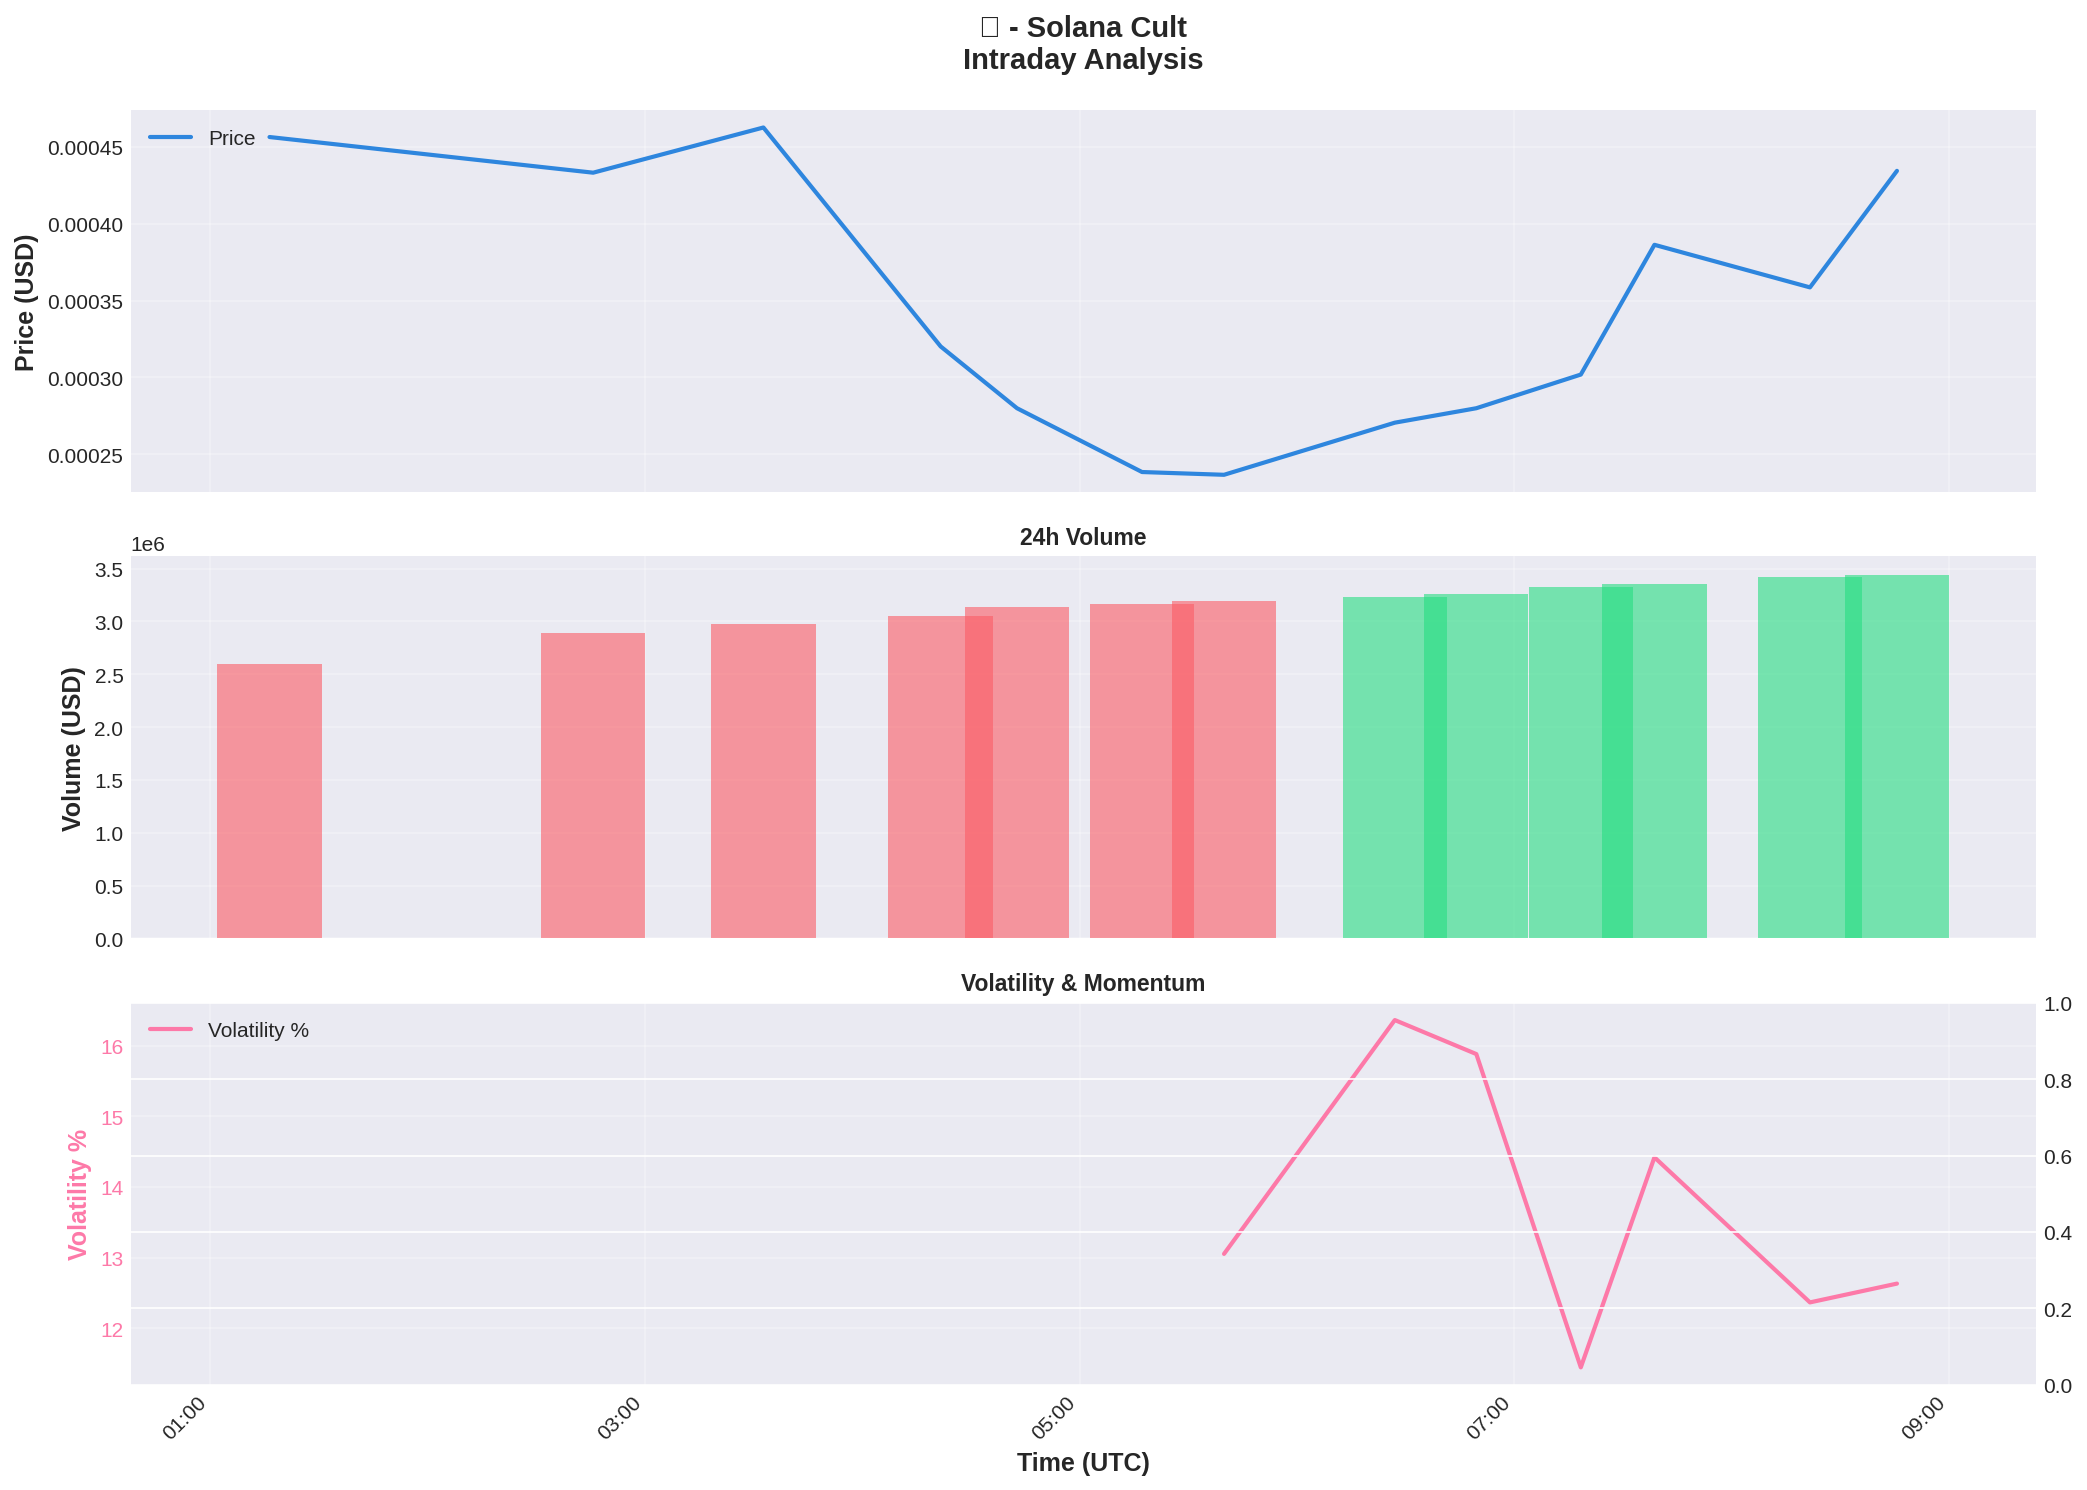 ▯ - Solana Cult
Intraday Analysis
Price
0.00045
0.00040
0.00035
0.00030
0.00025
Price (USD)
24h Volume
1e6
3.5
3.0
2.5
2.0
1.5
1.0
0.5
0.0
Volume (USD)
Volatility & Momentum
Volatility %
16
15
14
13
12
Volatility %
1.0
0.8
0.6
0.4
0.2
0.0
01:00
03:00
05:00
07:00
09:00
Time (UTC)